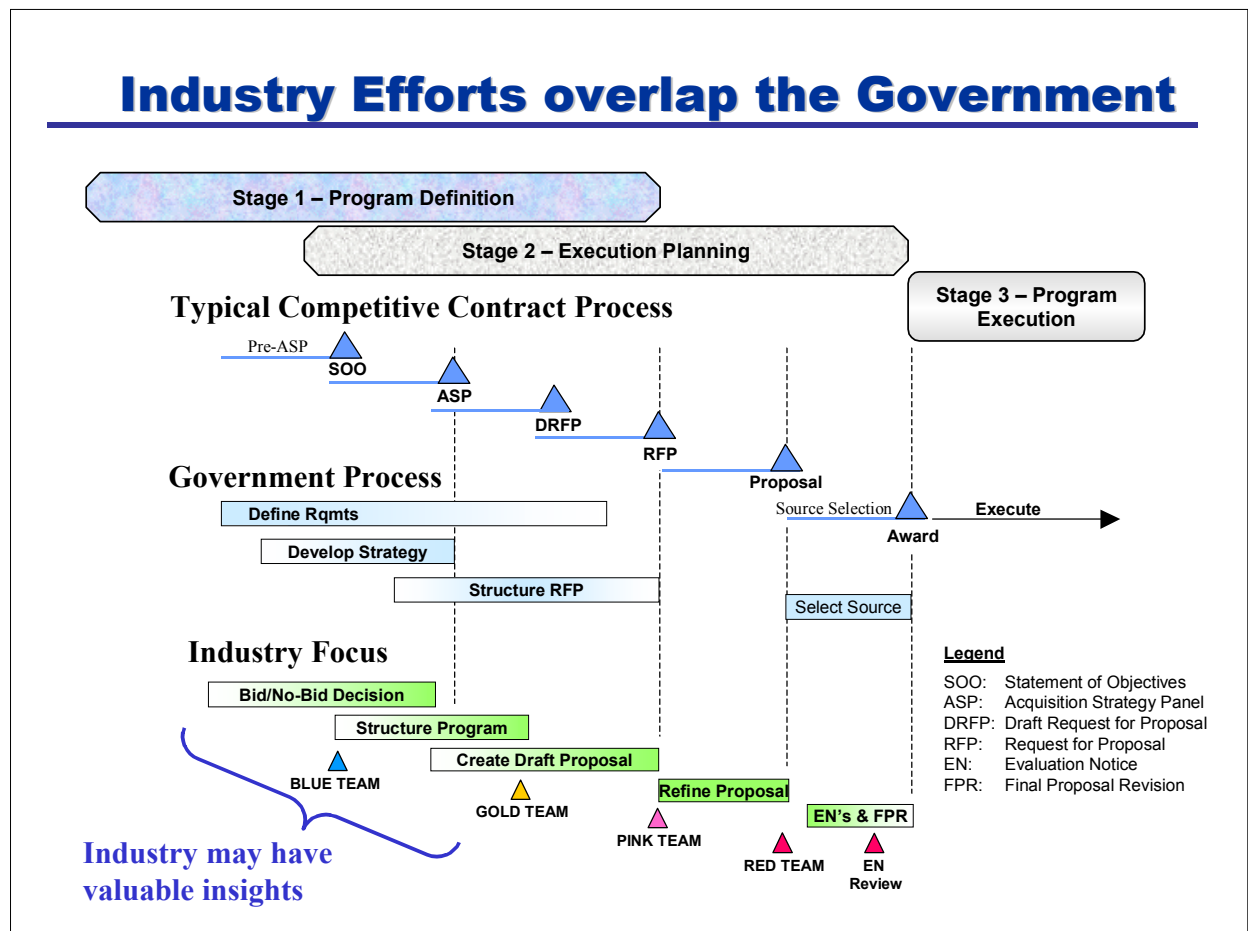 Industry Efforts overlap the Government
Stage 1 – Program Definition
Stage 2 – Execution Planning
Stage 3 – Program
Execution
Typical Competitive Contract Process
Pre-ASP
SOO
ASP
DRFP
RFP
Proposal
Source Selection
Award
Execute
Government Process
Define Rqmts
Develop Strategy
Structure RFP
Select Source
Industry Focus
Bid/No-Bid Decision
Structure Program
Create Draft Proposal
Refine Proposal
EN's & FPR
BLUE TEAM
GOLD TEAM
PINK TEAM
RED TEAM
EN
Review
Industry may have
valuable insights
Legend
SOO: Statement of Objectives
ASP: Acquisition Strategy Panel
DRFP: Draft Request for Proposal
RFP: Request for Proposal
EN: Evaluation Notice
FPR: Final Proposal Revision